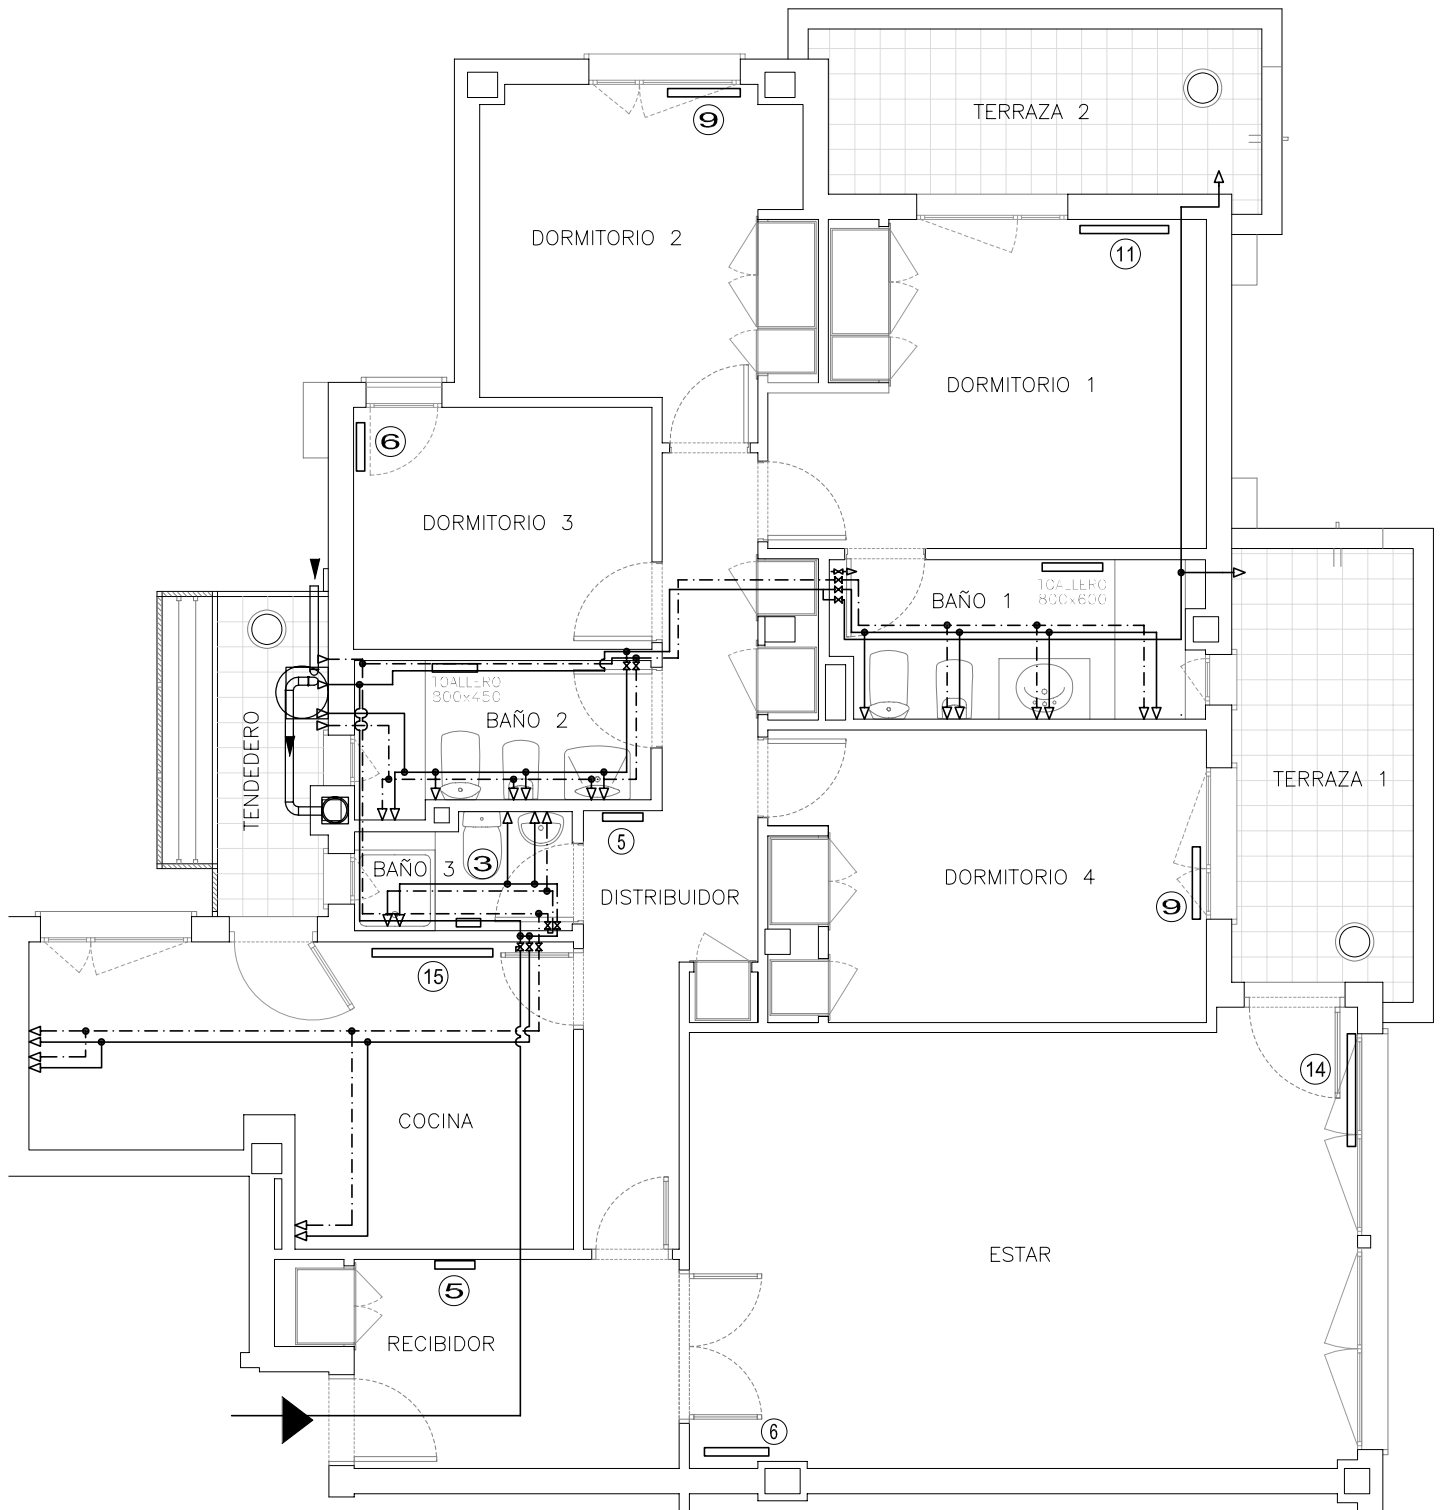 TERRAZA 2
9
DORMITORIO 2
11
DORMITORIO 1
6
DORMITORIO 3
TOALLERO
800x600
BAÑO 1
TOALLERO
800x450
BAÑO 2
TENDEDERO
TERRAZA 1
5
BAÑO 3
3
DORMITORIO 4
DISTRIBUIDOR
9
15
14
COCINA
ESTAR
5
RECIBIDOR
6